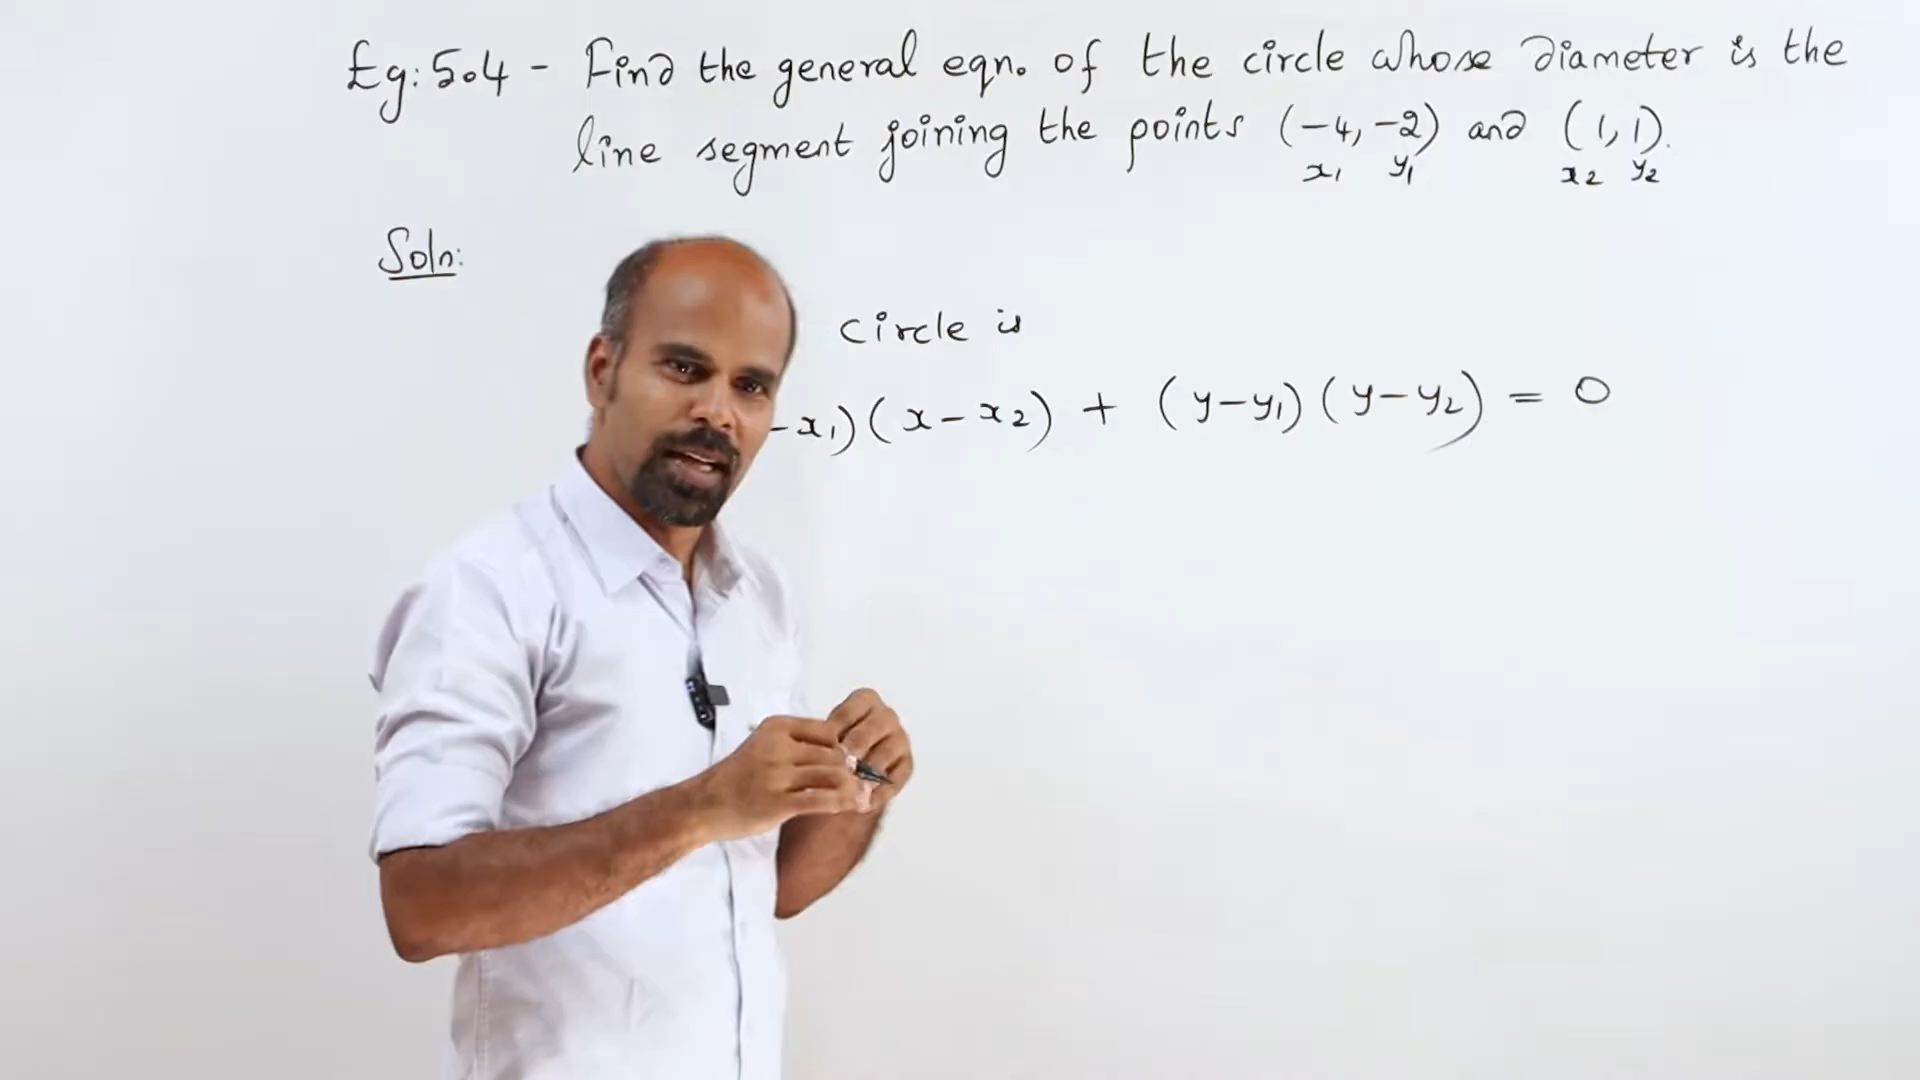 Eg: 5.4 - Find the general eqn. of the circle whose diameter is the
line segment joining the points (-4, -2) and (1, 1).
x₁ y₁ x₂ y₂
Soln:
circle is
-x₁)(x-x₂) + (y-y₁)(y-y₂) = 0